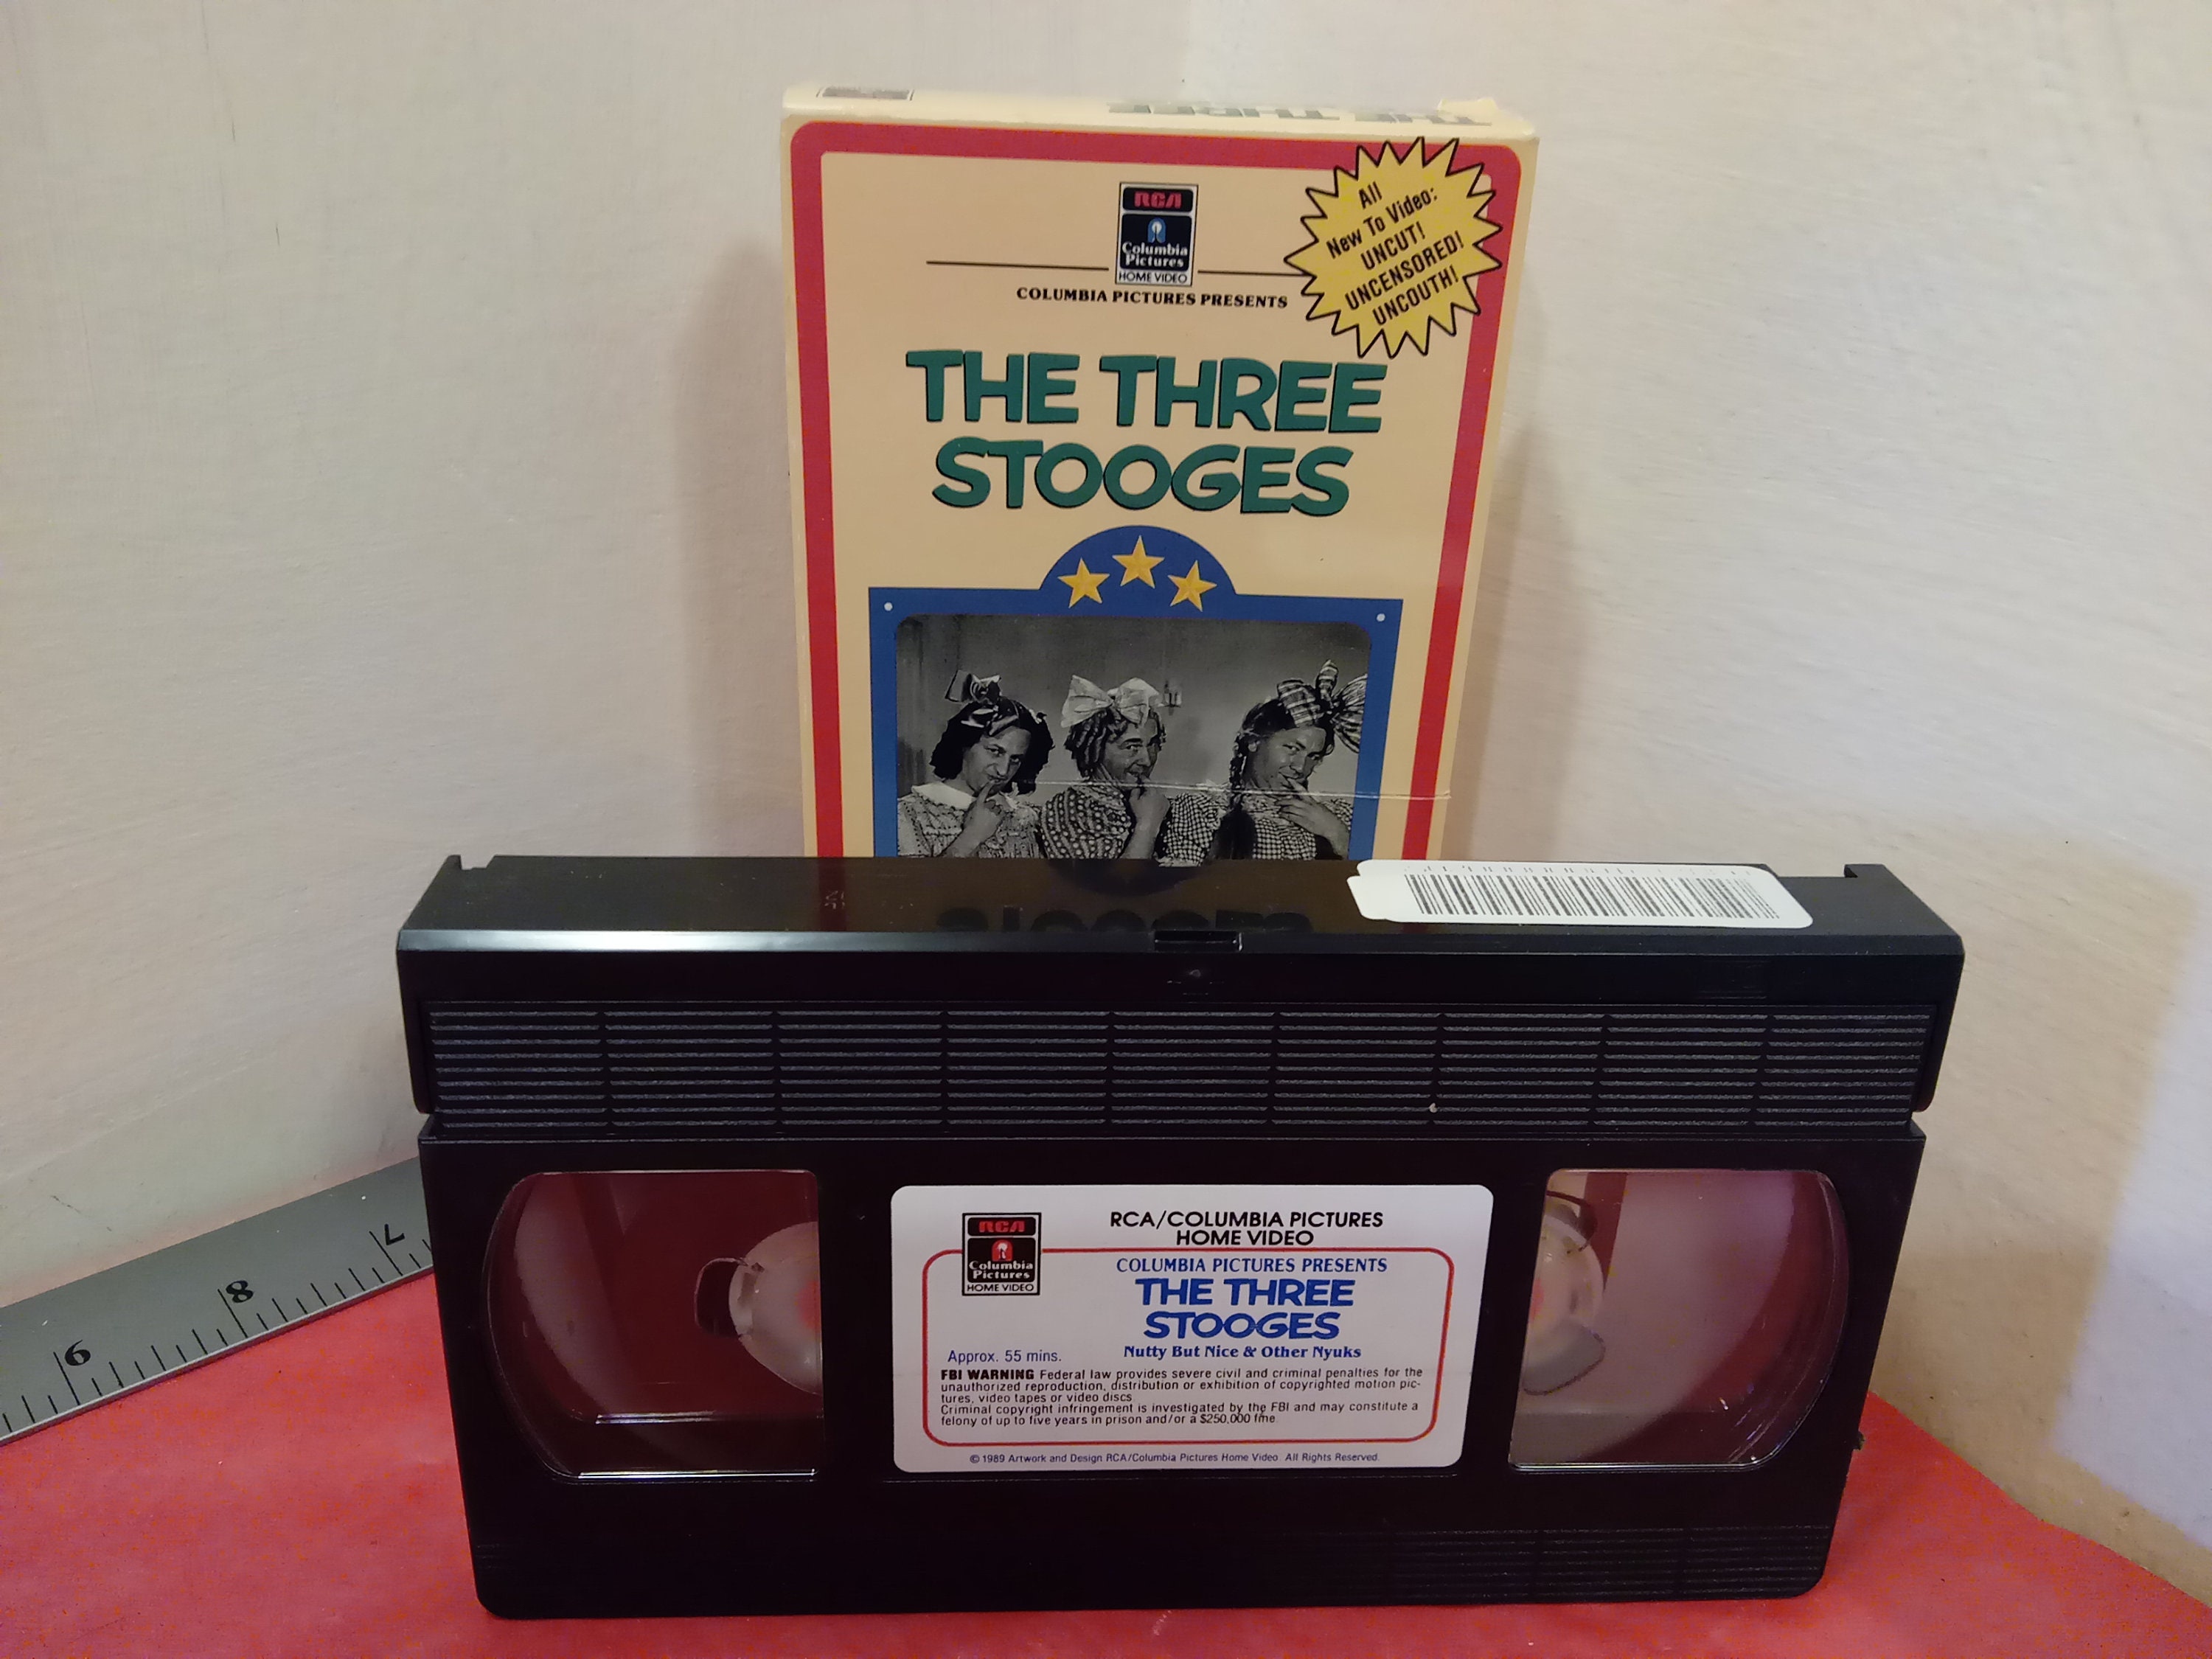 THE THREE
RCA
Columbia
Pictures
HOME VIDEO
COLUMBIA PICTURES PRESENTS
All
New To Video:
UNCUT!
UNCENSORED!
UNCOUTH!
THE THREE
STOOGES
7
8
9
RCA
Columbia
Pictures
HOME VIDEO
RCA/COLUMBIA PICTURES
HOME VIDEO
COLUMBIA PICTURES PRESENTS
THE THREE
STOOGES
Nutty But Nice & Other Nyuks
Approx. 55 mins.
FBI WARNING Federal law provides severe civil and criminal penalties for the
unauthorized reproduction, distribution or exhibition of copyrighted motion pic-
tures, video tapes or video discs
Criminal copyright infringement is investigated by the FBI and may constitute a
felony of up to five years in prison and/or a $250,000 fine
© 1989 Artwork and Design RCA/Columbia Pictures Home Video. All Rights Reserved.